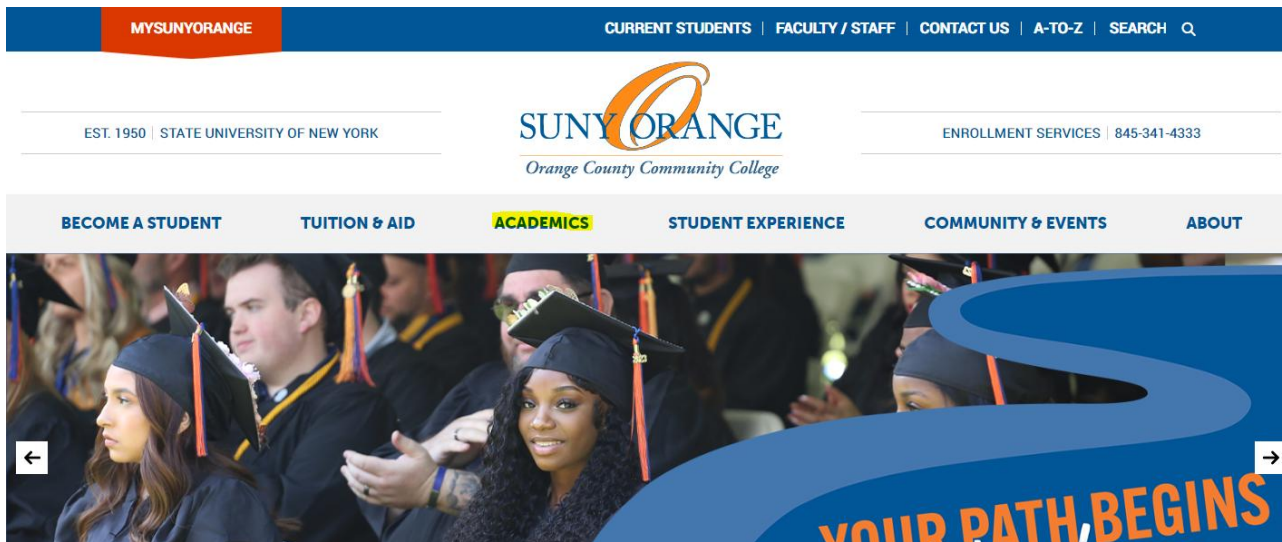 MYSUNYORANGE
CURRENT STUDENTS | FACULTY / STAFF | CONTACT US | A-TO-Z | SEARCH
EST. 1950 | STATE UNIVERSITY OF NEW YORK
SUNY ORANGE
Orange County Community College
ENROLLMENT SERVICES | 845-341-4333
BECOME A STUDENT
TUITION & AID
ACADEMICS
STUDENT EXPERIENCE
COMMUNITY & EVENTS
ABOUT
YOUR PATH BEGINS